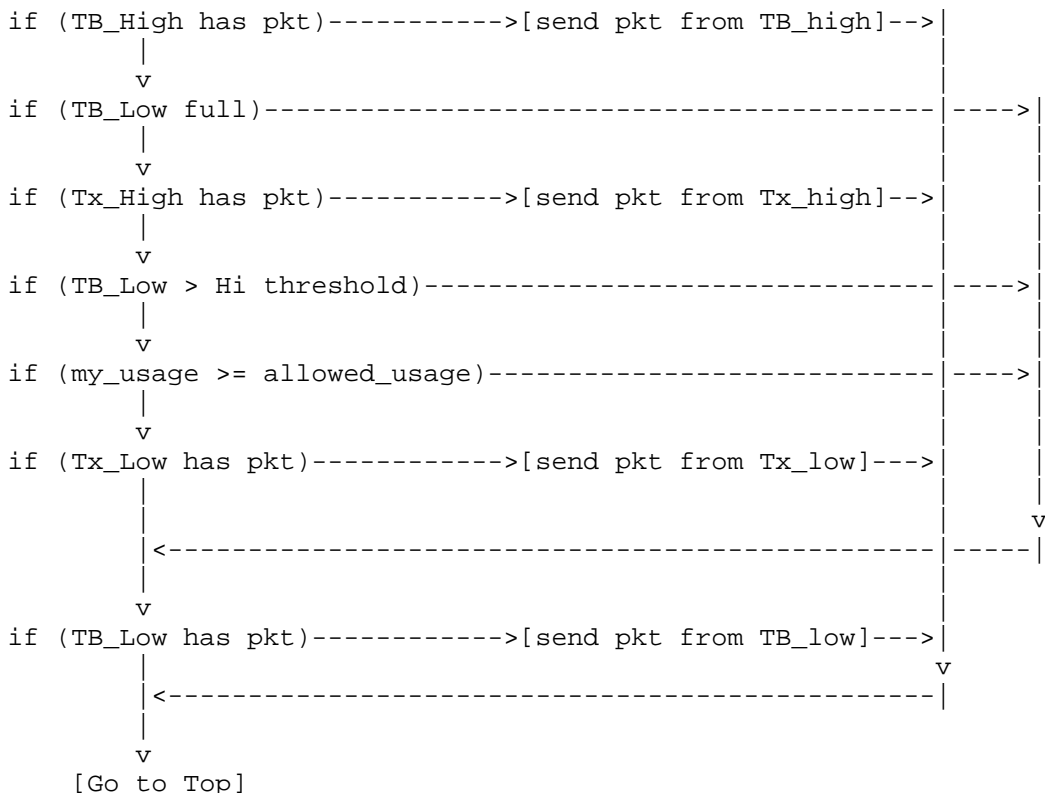 if (TB_High has pkt)----------->[send pkt from TB_high]-->|
        |                                                 |
        v                                                 |
if (TB_Low full)------------------------------------------|---->|
        |                                                 |     |
        v                                                 |     |
if (Tx_High has pkt)----------->[send pkt from Tx_high]-->|     |
        |                                                 |     |
        v                                                 |     |
if (TB_Low > Hi threshold)--------------------------------|---->|
        |                                                 |     |
        v                                                 |     |
if (my_usage >= allowed_usage)----------------------------|---->|
        |                                                 |     |
        v                                                 |     |
if (Tx_Low has pkt)------------>[send pkt from Tx_low]--->|     |
        |                                                 |     |
        |                                                 |     v
        |<------------------------------------------------|-----|
        |                                                 |
        v                                                 |
if (TB_Low has pkt)------------>[send pkt from TB_low]--->|
        |                                                 v
        |<------------------------------------------------|
        |
        v
    [Go to Top]